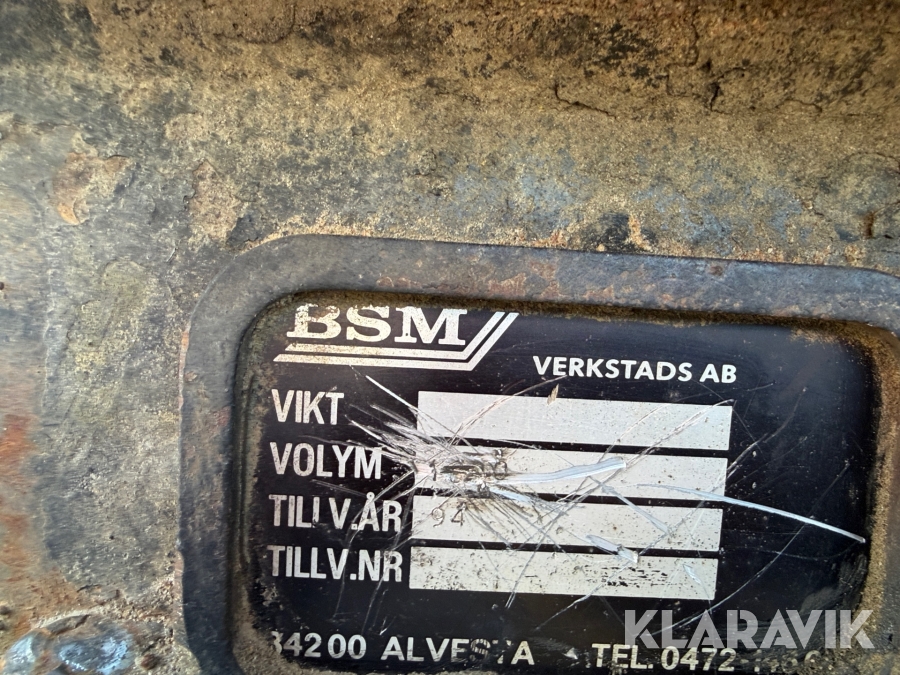 BSM
VERKSTADS AB
VIKT
VOLYM
TILLV.ÅR 94
TILLV.NR
34200 ALVESTA TEL. 0472
KLARAVIK